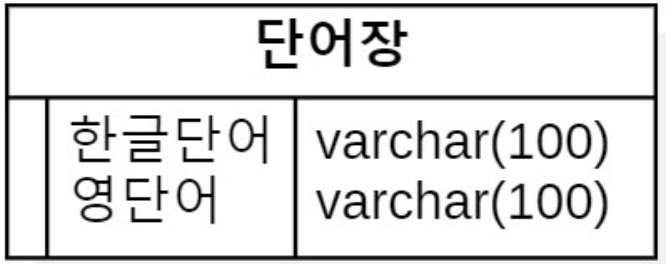 단어장
한글단어 varchar(100)
영단어 varchar(100)